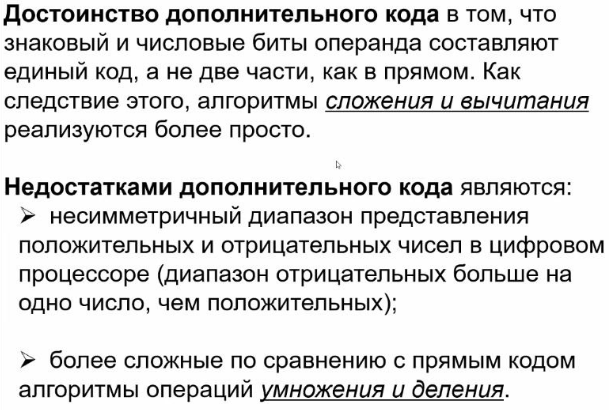 Достоинство дополнительного кода в том, что
знаковый и числовые биты операнда составляют
единый код, а не две части, как в прямом. Как
следствие этого, алгоритмы сложения и вычитания
реализуются более просто.
Недостатками дополнительного кода являются:
➢ несимметричный диапазон представления
положительных и отрицательных чисел в цифровом
процессоре (диапазон отрицательных больше на
одно число, чем положительных);
➢ более сложные по сравнению с прямым кодом
алгоритмы операций умножения и деления.